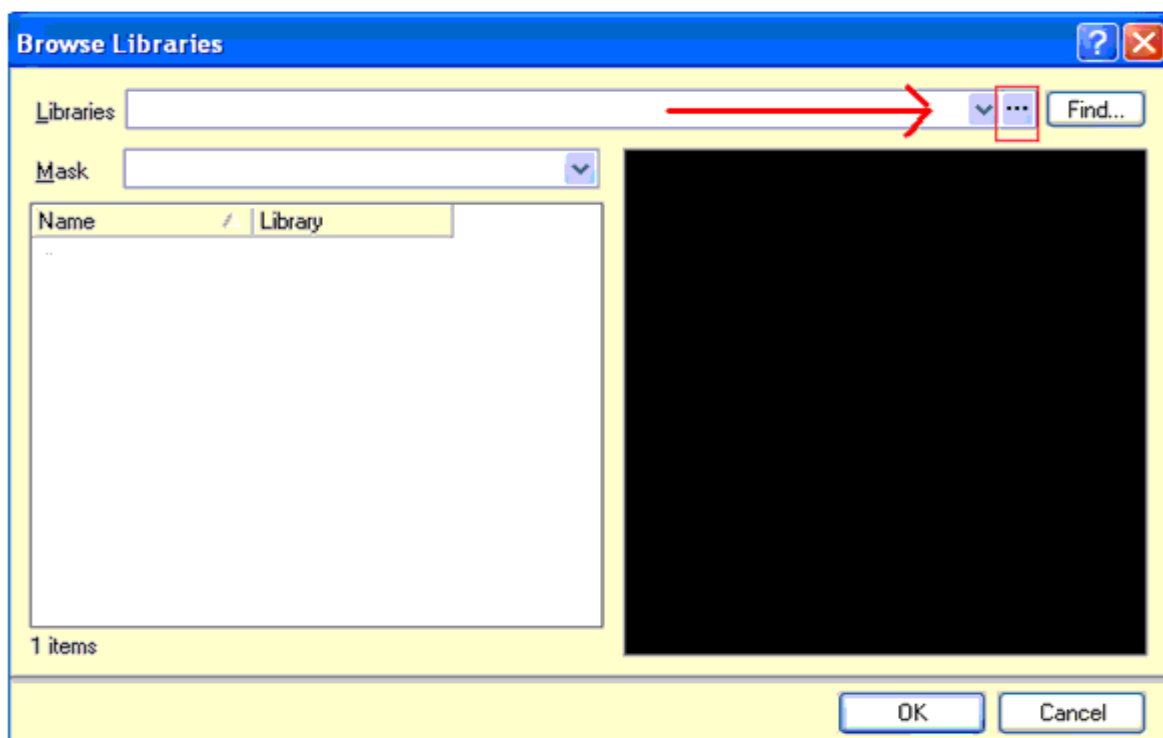 Browse Libraries
Libraries ... Find...
Mask
Name Library
..
1 items
OK Cancel